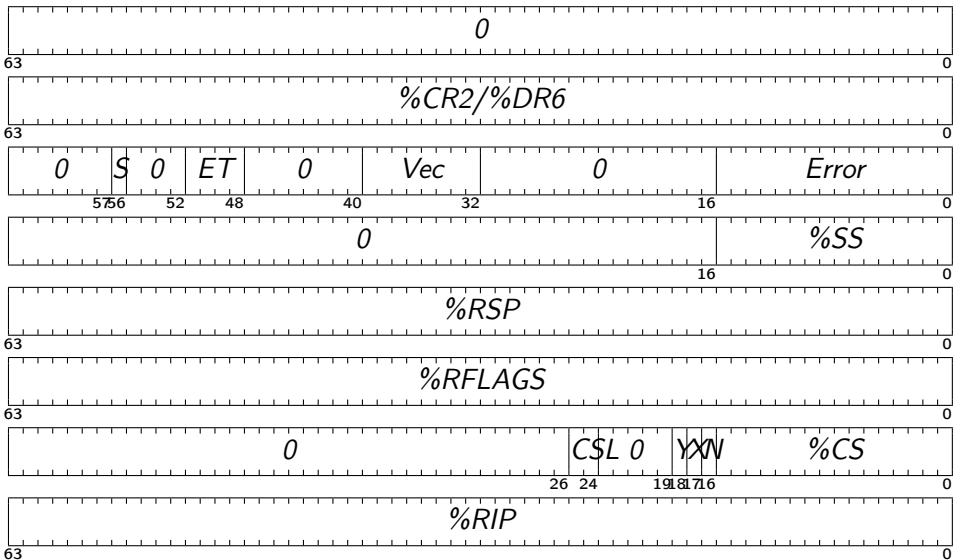 0
63 0
%CR2/%DR6
63 0
0 S 0 ET 0 Vec 0 Error
57 56 52 48 40 32 16 0
0 %SS
16 0
%RSP
63 0
%RFLAGS
63 0
0 CSL 0 Y X N %CS
26 24 19 18 17 16 0
%RIP
63 0